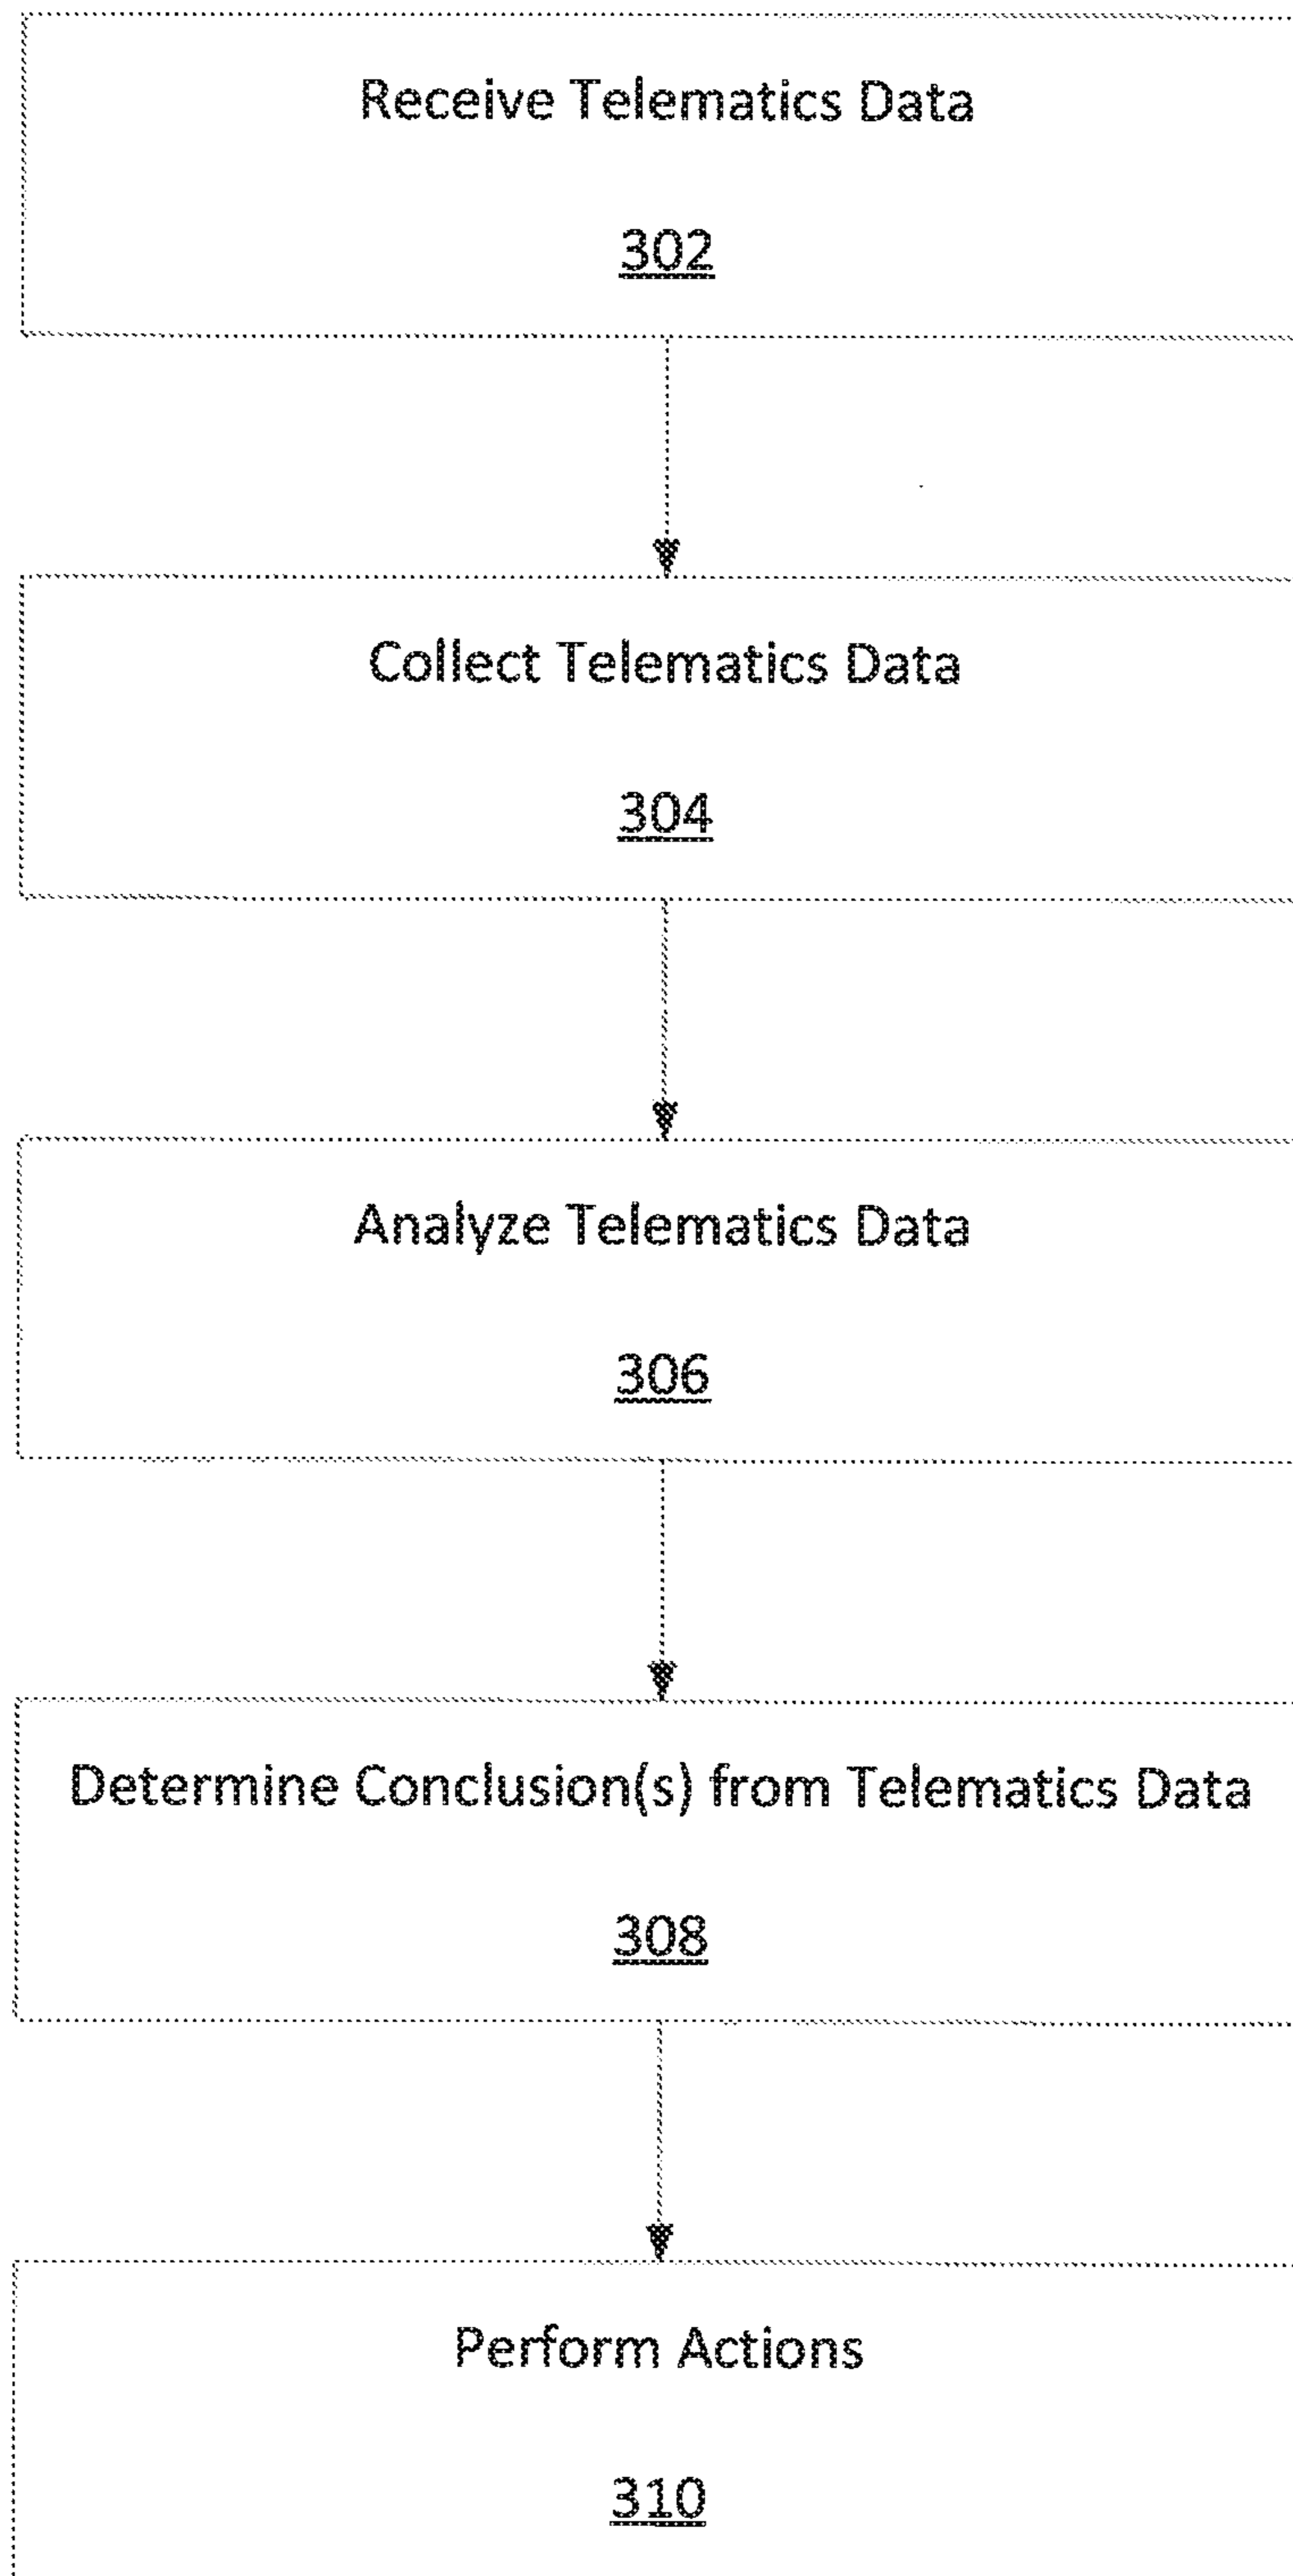 Receive Telematics Data
302
Collect Telematics Data
304
Analyze Telematics Data
306
Determine Conclusion(s) from Telematics Data
308
Perform Actions
310